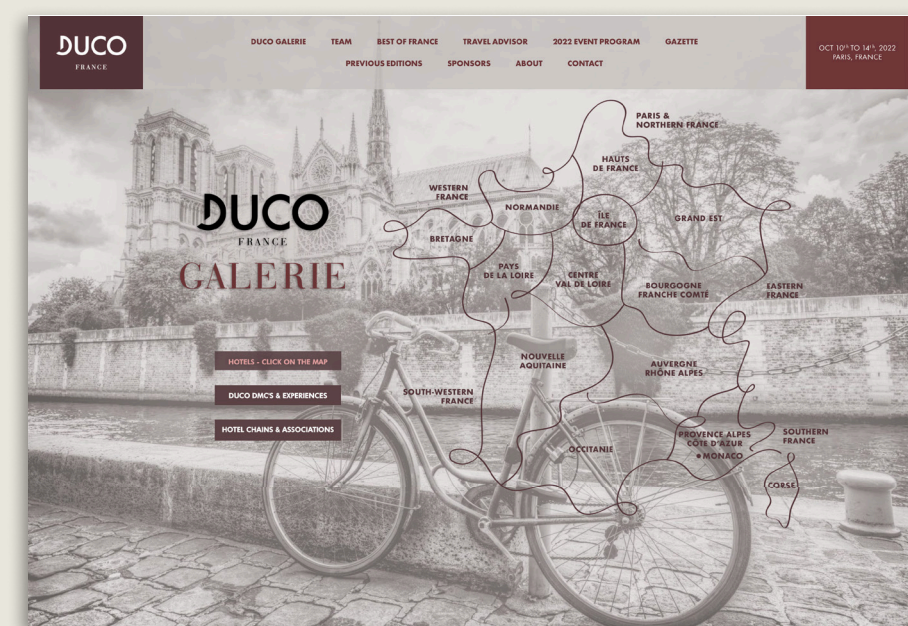 DUCO
FRANCE
DUCO GALERIE TEAM BEST OF FRANCE TRAVEL ADVISOR 2022 EVENT PROGRAM GAZETTE
PREVIOUS EDITIONS SPONSORS ABOUT CONTACT
OCT 10TH TO 14TH, 2022
PARIS, FRANCE
DUCO
FRANCE
GALERIE
HOTELS - CLICK ON THE MAP
DUCO DMC'S & EXPERIENCES
HOTEL CHAINS & ASSOCIATIONS
PARIS &
NORTHERN FRANCE
HAUTS
DE FRANCE
WESTERN
FRANCE
NORMANDIE
ÎLE
DE FRANCE
GRAND EST
BRETAGNE
PAYS
DE LA LOIRE
CENTRE
VAL DE LOIRE
BOURGOGNE
FRANCHE COMTÉ
EASTERN
FRANCE
NOUVELLE
AQUITAINE
AUVERGNE
RHÔNE ALPES
SOUTH-WESTERN
FRANCE
OCCITANIE
PROVENCE ALPES
CÔTE D'AZUR
MONACO
SOUTHERN
FRANCE
CORSE